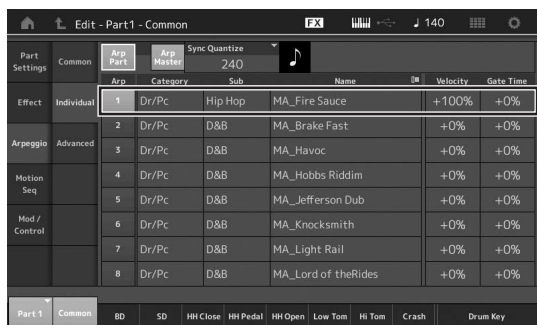 Edit - Part1 - Common
FX
140
Part Settings
Common
Arp Part
Arp Master
Sync Quantize
240
Arp
Category
Sub
Name
Velocity
Gate Time
Effect
Individual
1 Dr/Pc Hip Hop MA_Fire Sauce +100% +0%
2 Dr/Pc D&B MA_Brake Fast +0% +0%
Arpeggio
Advanced
3 Dr/Pc D&B MA_Havoc +0% +0%
Motion Seq
4 Dr/Pc D&B MA_Hobbs Riddim +0% +0%
5 Dr/Pc D&B MA_Jefferson Dub +0% +0%
Mod / Control
6 Dr/Pc D&B MA_Knocksmith +0% +0%
7 Dr/Pc D&B MA_Light Rail +0% +0%
8 Dr/Pc D&B MA_Lord of theRides +0% +0%
Part 1
Common
BD
SD
HH Close
HH Pedal
HH Open
Low Tom
Hi Tom
Crash
Drum Key